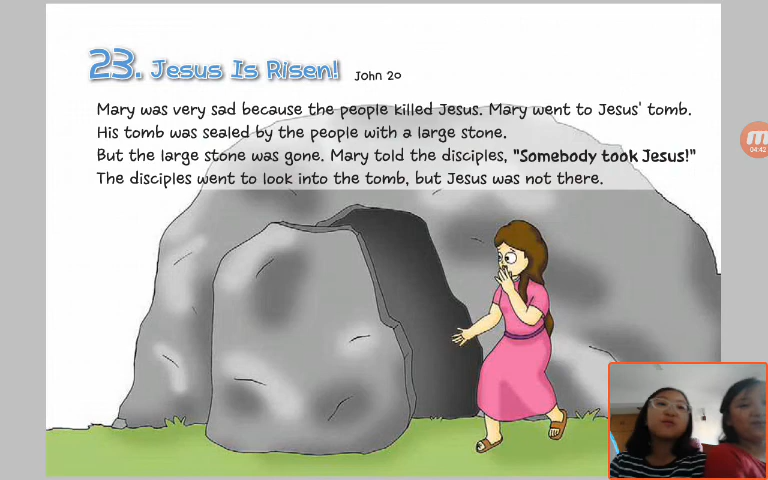 23. Jesus Is Risen! John 20
Mary was very sad because the people killed Jesus. Mary went to Jesus' tomb.
His tomb was sealed by the people with a large stone.
But the large stone was gone. Mary told the disciples, "Somebody took Jesus!"
The disciples went to look into the tomb, but Jesus was not there.
M
04:42